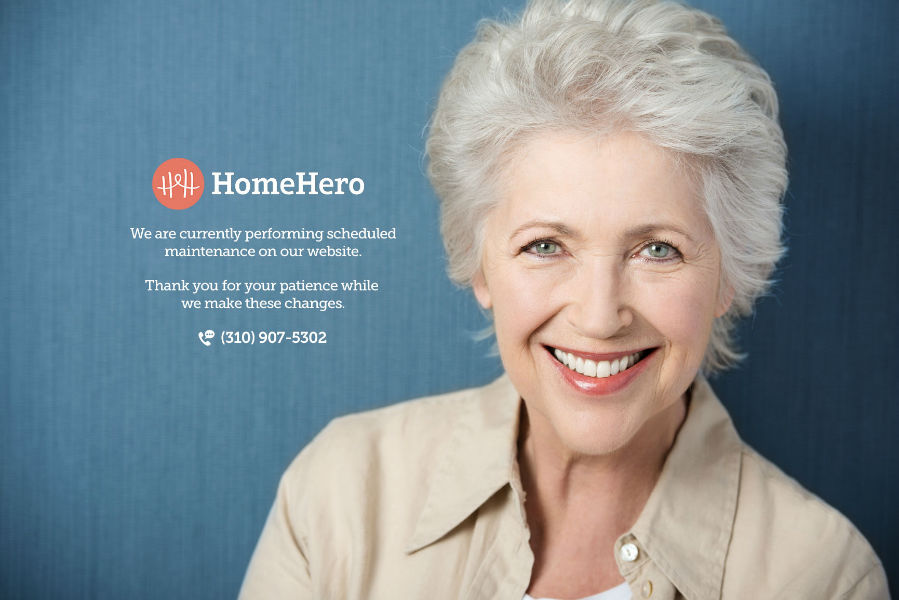 HomeHero
We are currently performing scheduled
maintenance on our website.
Thank you for your patience while
we make these changes.
(310) 907-5302